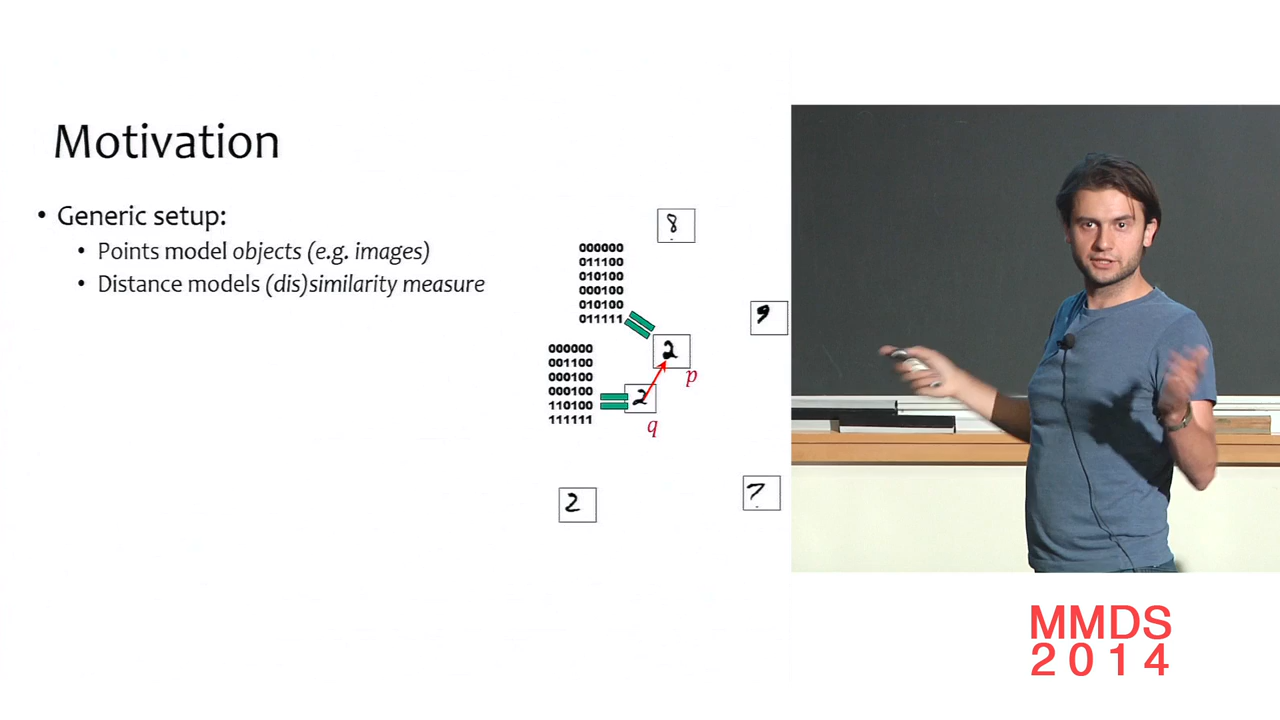 Motivation
• Generic setup:
• Points model objects (e.g. images)
• Distance models (dis)similarity measure
8
000000
011100
010100
000100
010100
011111
9
2
p
000000
001100
000100
000100
110100
111111
2
q
2
7
MMDS
2014